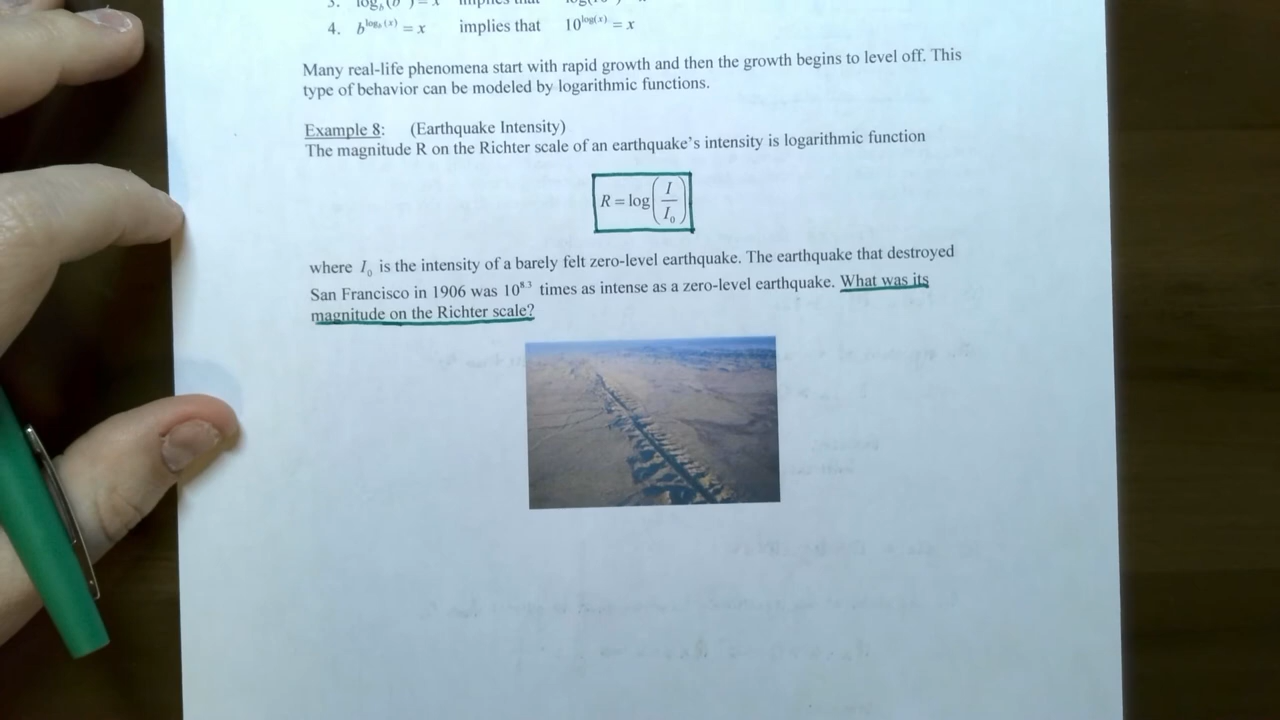 3. log_b(b^x) = x implies that
4. b^{log_b(x)} = x implies that 10^{log(x)} = x
Many real-life phenomena start with rapid growth and then the growth begins to level off. This
type of behavior can be modeled by logarithmic functions.
Example 8: (Earthquake Intensity)
The magnitude R on the Richter scale of an earthquake's intensity is logarithmic function
R = log(I/I₀)
where I₀ is the intensity of a barely felt zero-level earthquake. The earthquake that destroyed
San Francisco in 1906 was 10^{8.3} times as intense as a zero-level earthquake. What was its
magnitude on the Richter scale?